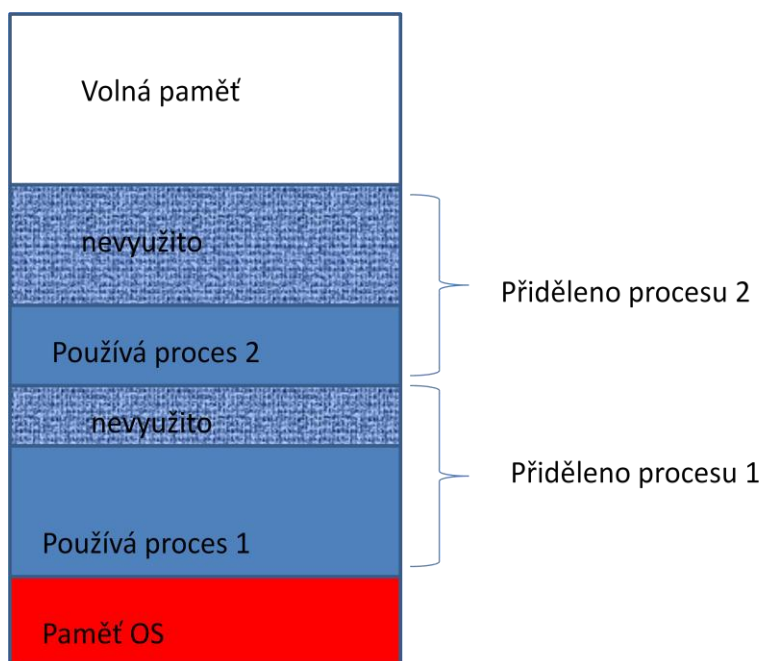 Volná paměť
nevyužito
Přiděleno procesu 2
Používá proces 2
nevyužito
Přiděleno procesu 1
Používá proces 1
Paměť OS